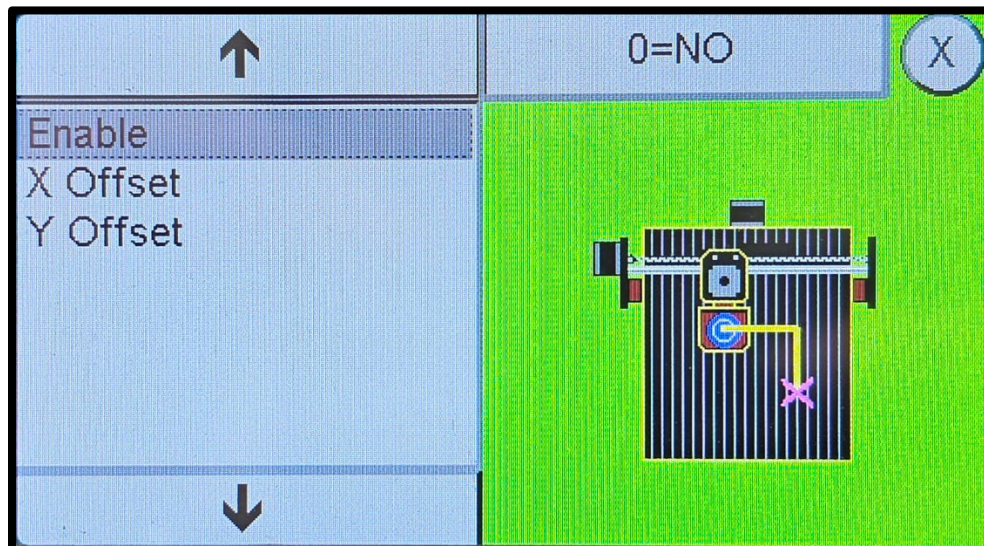 0=NO
X
Enable
X Offset
Y Offset